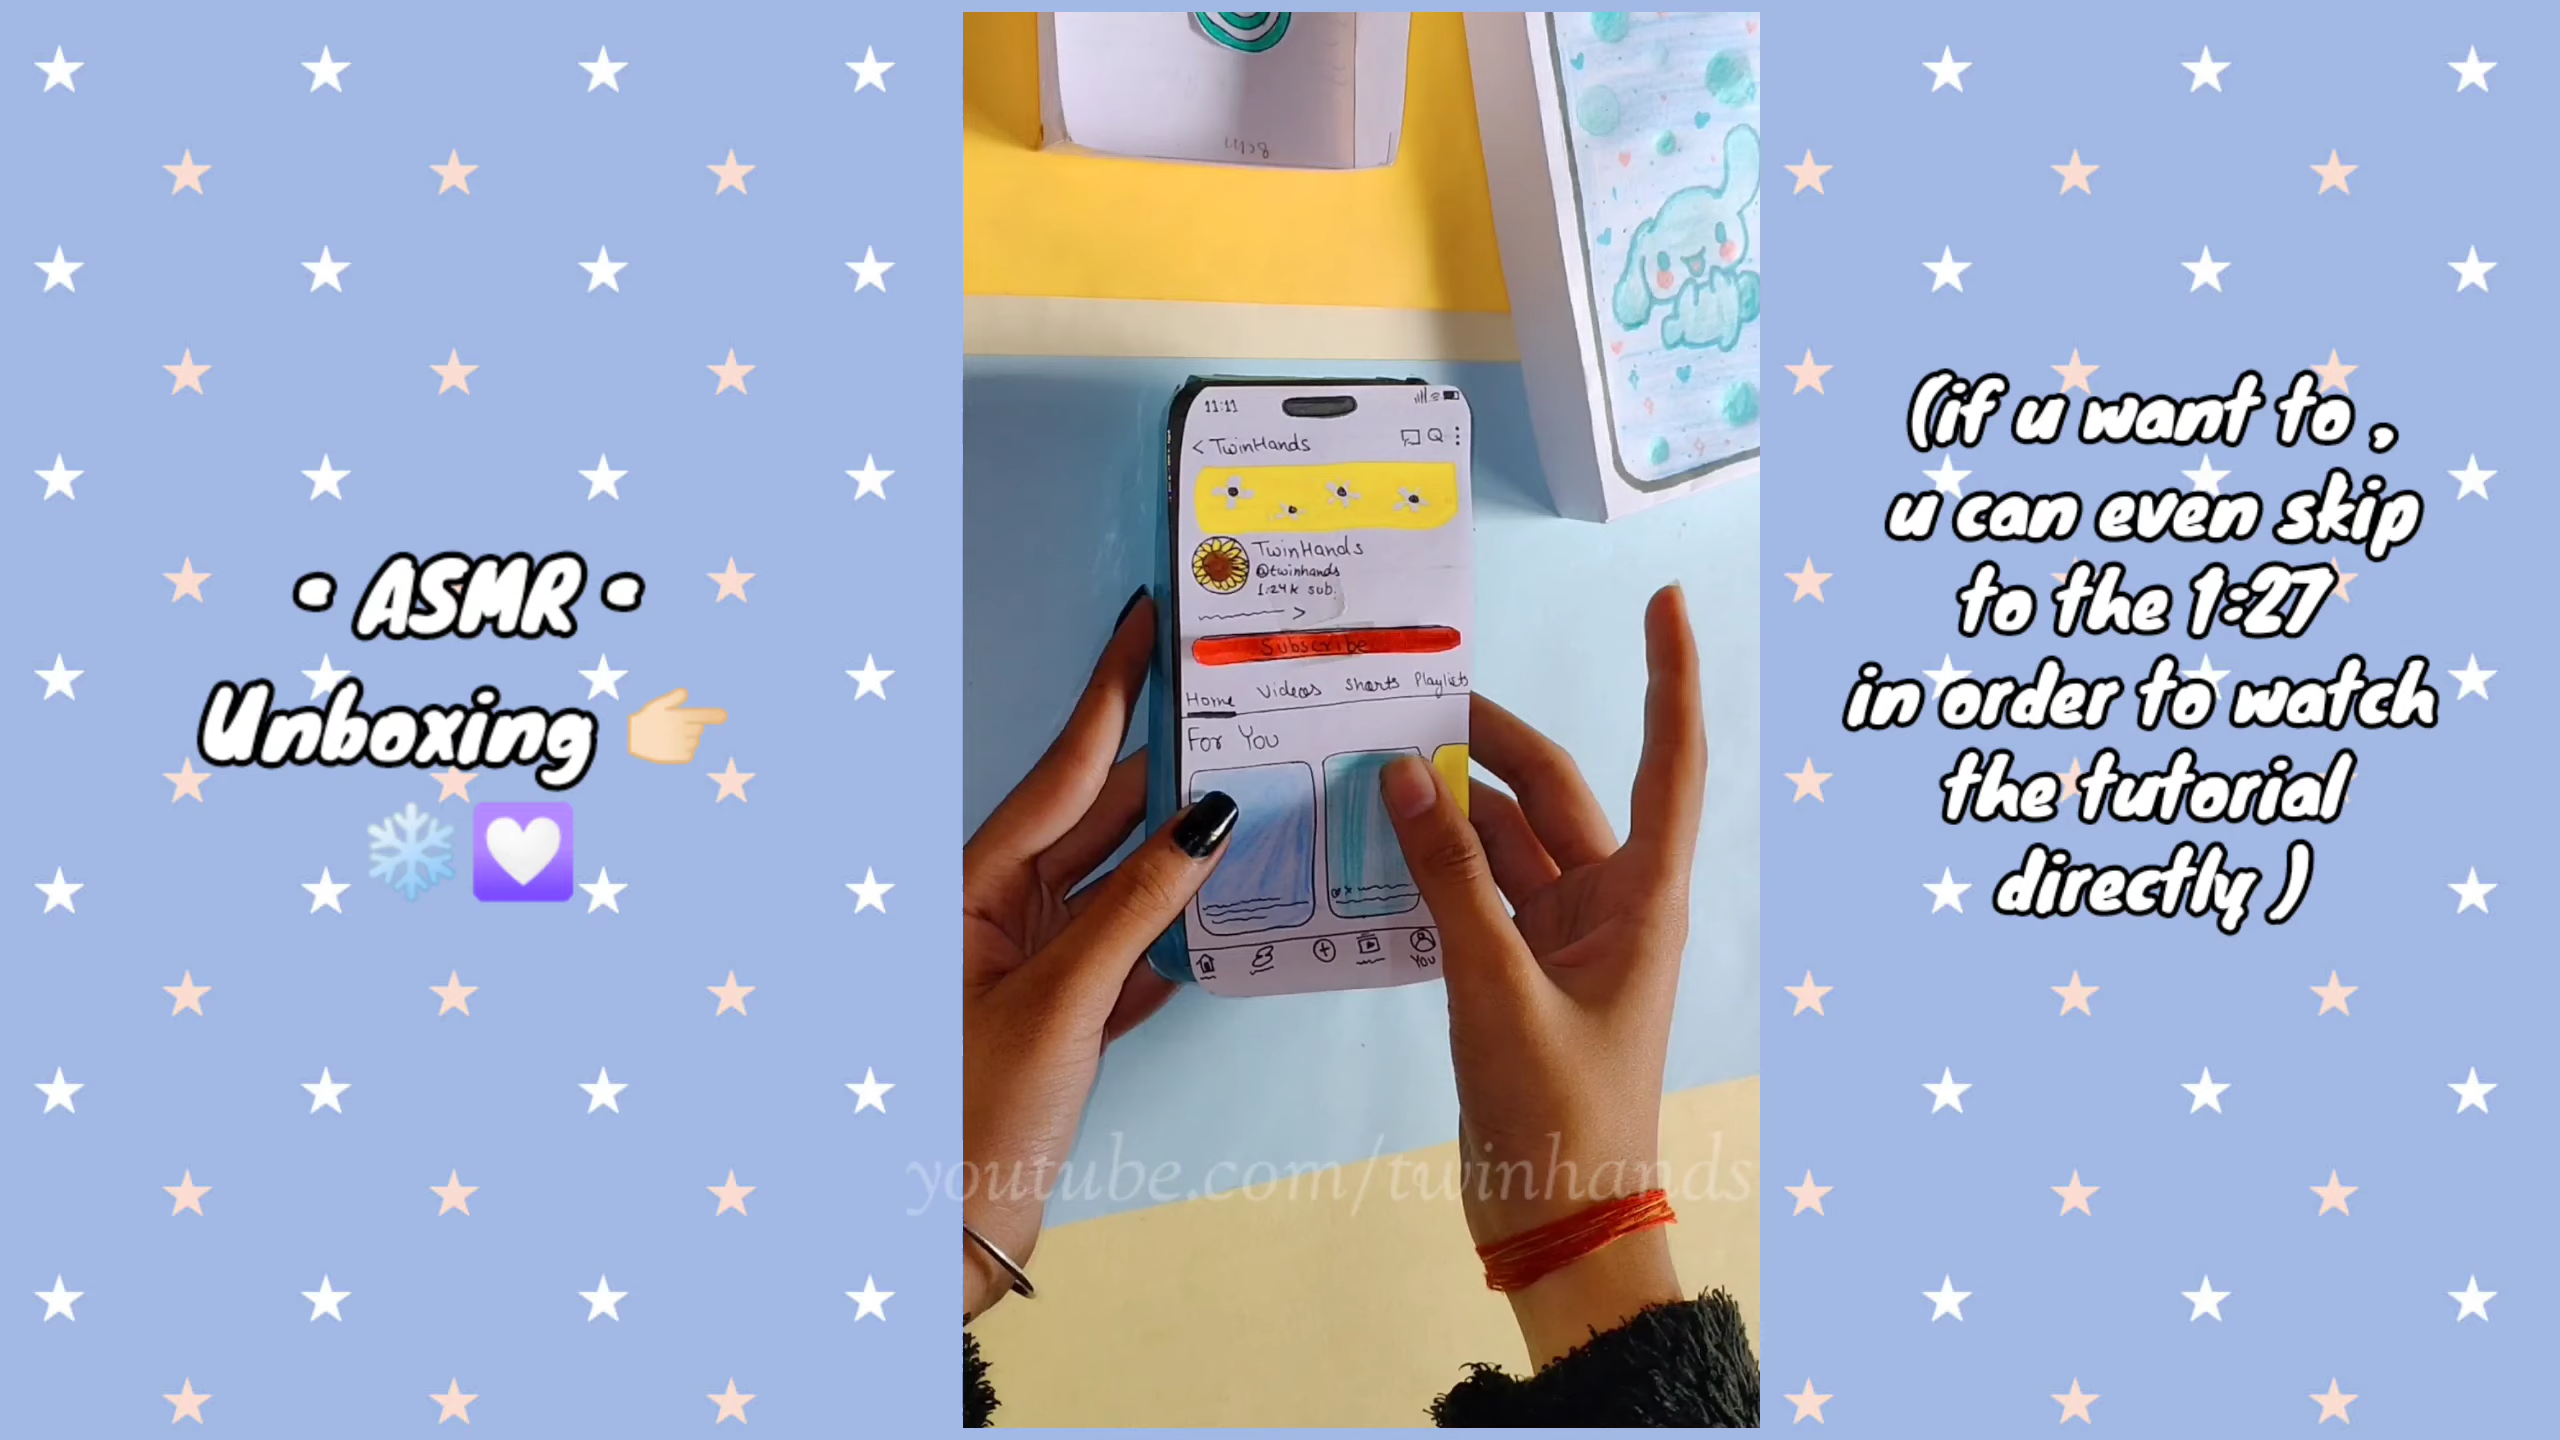 • ASMR •
Unboxing 👉🏻
❄️💟
8cm
11:11
< TwinHands
TwinHands
@twinhands
1.24k sub.
>
Subscribe
Home Videos Shorts Playlists
For You
You
youtube.com/twinhands
(if u want to ,
u can even skip
to the 1:27
in order to watch
the tutorial
directly )